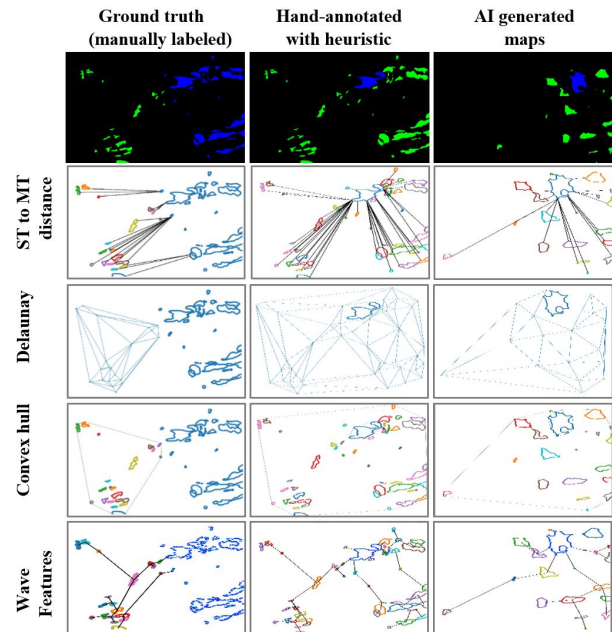 Ground truth
(manually labeled)
Hand-annotated
with heuristic
AI generated
maps
ST to MT
distance
Delaunay
Convex hull
Wave
Features